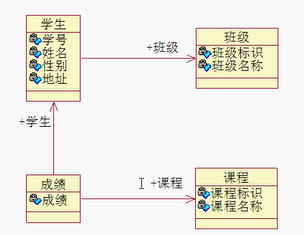 学生
学号
姓名
性别
地址
+班级
班级
班级标识
班级名称
+学生
成绩
成绩
+课程
课程
课程标识
课程名称